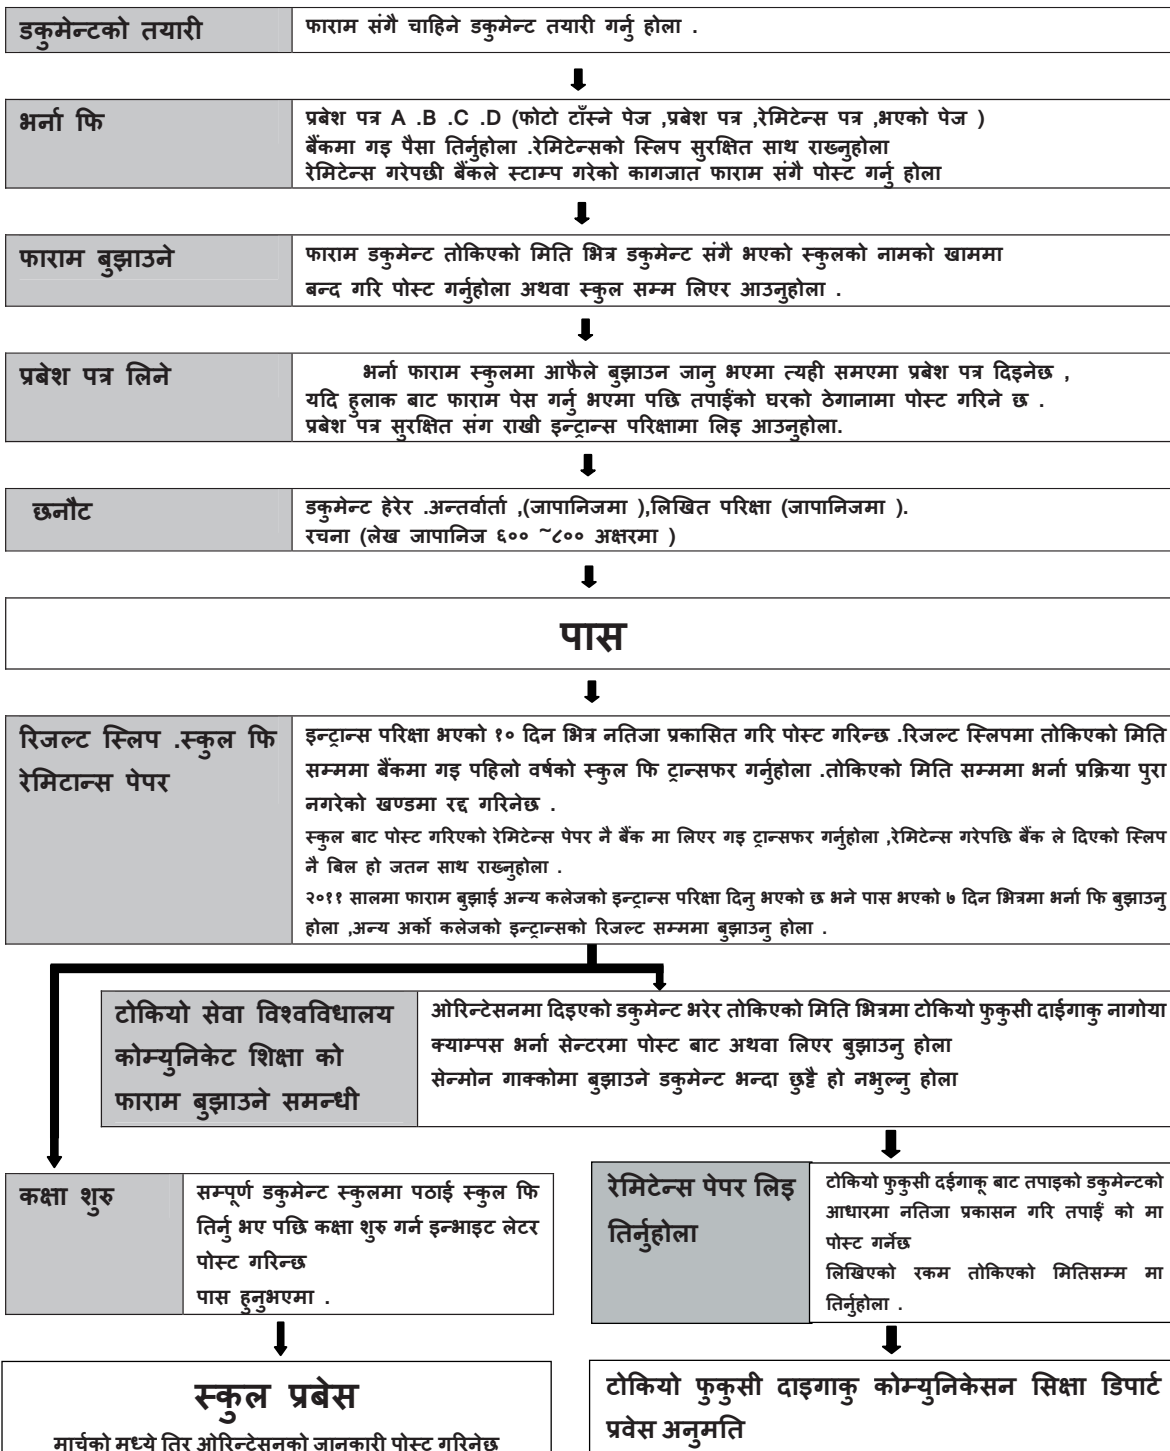 डकुमेन्टको तयारी
फाराम संगै चाहिने डकुमेन्ट तयारी गर्नु होला .
भर्ना फि
प्रबेश पत्र A .B .C .D (फोटो टाँस्ने पेज ,प्रबेश पत्र ,रेमिटेन्स पत्र ,भएको पेज )
बैंकमा गइ पैसा तिर्नुहोला .रेमिटेन्सको स्लिप सुरक्षित साथ राख्नुहोला
रेमिटेन्स गरेपछी बैंकले स्टाम्प गरेको कागजात फाराम संगै पोस्ट गर्नु होला
फाराम बुझाउने
फाराम डकुमेन्ट तोकिएको मिति भित्र डकुमेन्ट संगै भएको स्कुलको नामको खाममा
बन्द गरि पोस्ट गर्नुहोला अथवा स्कुल सम्म लिएर आउनुहोला .
प्रबेश पत्र लिने
भर्ना फाराम स्कुलमा आफैले बुझाउन जानु भएमा त्यही समएमा प्रबेश पत्र दिइनेछ ,
यदि हुलाक बाट फाराम पेस गर्नु भएमा पछि तपाईंको घरको ठेगानामा पोस्ट गरिने छ .
प्रबेश पत्र सुरक्षित संग राखी इन्ट्रान्स परिक्षामा लिइ आउनुहोला.
छनौट
डकुमेन्ट हेरेर .अन्तर्वार्ता ,(जापानिजमा ),लिखित परिक्षा (जापानिजमा ).
रचना (लेख जापानिज ६०० ~८०० अक्षरमा )
पास
रिजल्ट स्लिप .स्कुल फि
रेमिटान्स पेपर
इन्ट्रान्स परिक्षा भएको १० दिन भित्र नतिजा प्रकासित गरि पोस्ट गरिन्छ .रिजल्ट स्लिपमा तोकिएको मिति
सम्ममा बैंकमा गइ पहिलो वर्षको स्कुल फि ट्रान्सफर गर्नुहोला .तोकिएको मिति सम्ममा भर्ना प्रक्रिया पुरा
नगरेको खण्डमा रद्द गरिनेछ .
स्कुल बाट पोस्ट गरिएको रेमिटेन्स पेपर नै बैंक मा लिएर गइ ट्रान्सफर गर्नुहोला ,रेमिटेन्स गरेपछि बैंक ले दिएको स्लिप
नै बिल हो जतन साथ राख्नुहोला .
२०११ सालमा फाराम बुझाई अन्य कलेजको इन्ट्रान्स परिक्षा दिनु भएको छ भने पास भएको ७ दिन भित्रमा भर्ना फि बुझाउनु
होला ,अन्य अर्को कलेजको इन्ट्रान्सको रिजल्ट सम्ममा बुझाउनु होला .
टोकियो सेवा विश्वविधालय
कोम्युनिकेट शिक्षा को
फाराम बुझाउने समन्धी
ओरिन्टेसनमा दिइएको डकुमेन्ट भरेर तोकिएको मिति भित्रमा टोकियो फुकुसी दाईगाकु नागोया
क्याम्पस भर्ना सेन्टरमा पोस्ट बाट अथवा लिएर बुझाउनु होला
सेन्मोन गाक्कोमा बुझाउने डकुमेन्ट भन्दा छुट्टै हो नभुल्नु होला
कक्षा शुरु
सम्पूर्ण डकुमेन्ट स्कुलमा पठाई स्कुल फि
तिर्नु भए पछि कक्षा शुरु गर्न इन्भाइट लेटर
पोस्ट गरिन्छ
पास हुनुभएमा .
रेमिटेन्स पेपर लिइ
तिर्नुहोला
टोकियो फुकुसी दईगाकू बाट तपाइको डकुमेन्टको
आधारमा नतिजा प्रकासन गरि तपाईं को मा
पोस्ट गर्नेछ
लिखिएको रकम तोकिएको मितिसम्म मा
तिर्नुहोला .
स्कुल प्रबेस
मार्चको मध्ये तिर ओरिन्टेसनको जानकारी पोस्ट गरिनेछ
टोकियो फुकुसी दाइगाकु कोम्युनिकेसन सिक्षा डिपार्ट
प्रवेस अनुमति